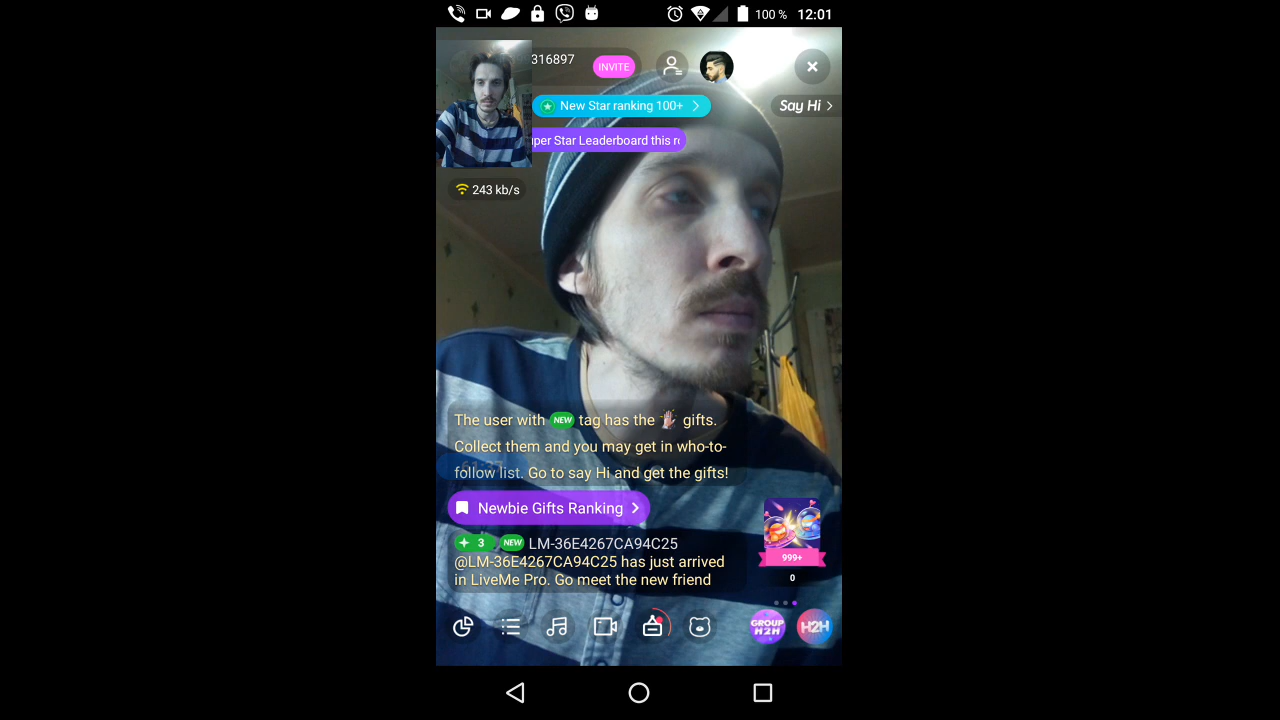 100 % 12:01
316897
INVITE
New Star ranking 100+
Say Hi
per Star Leaderboard this r
243 kb/s
The user with NEW tag has the gifts.
Collect them and you may get in who-to-
follow list. Go to say Hi and get the gifts!
Newbie Gifts Ranking
3 NEW LM-36E4267CA94C25
@LM-36E4267CA94C25 has just arrived
in LiveMe Pro. Go meet the new friend
999+
0
GROUP
H2H
H2H